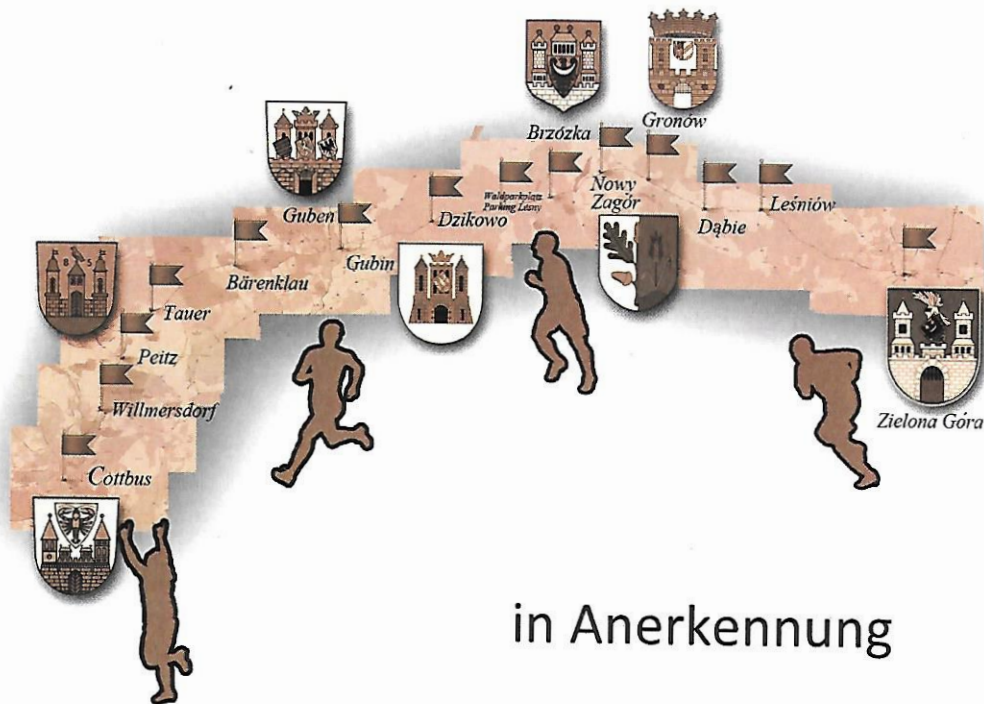 Brzózka
Gronów
Guben
Waldparkplatz
Parking Leśny
Nowy
Zagór
Dzikowo
Dąbie
Leśniów
Gubin
Bärenklau
B S
Tauer
Peitz
Willmersdorf
Zielona Góra
Cottbus
in Anerkennung